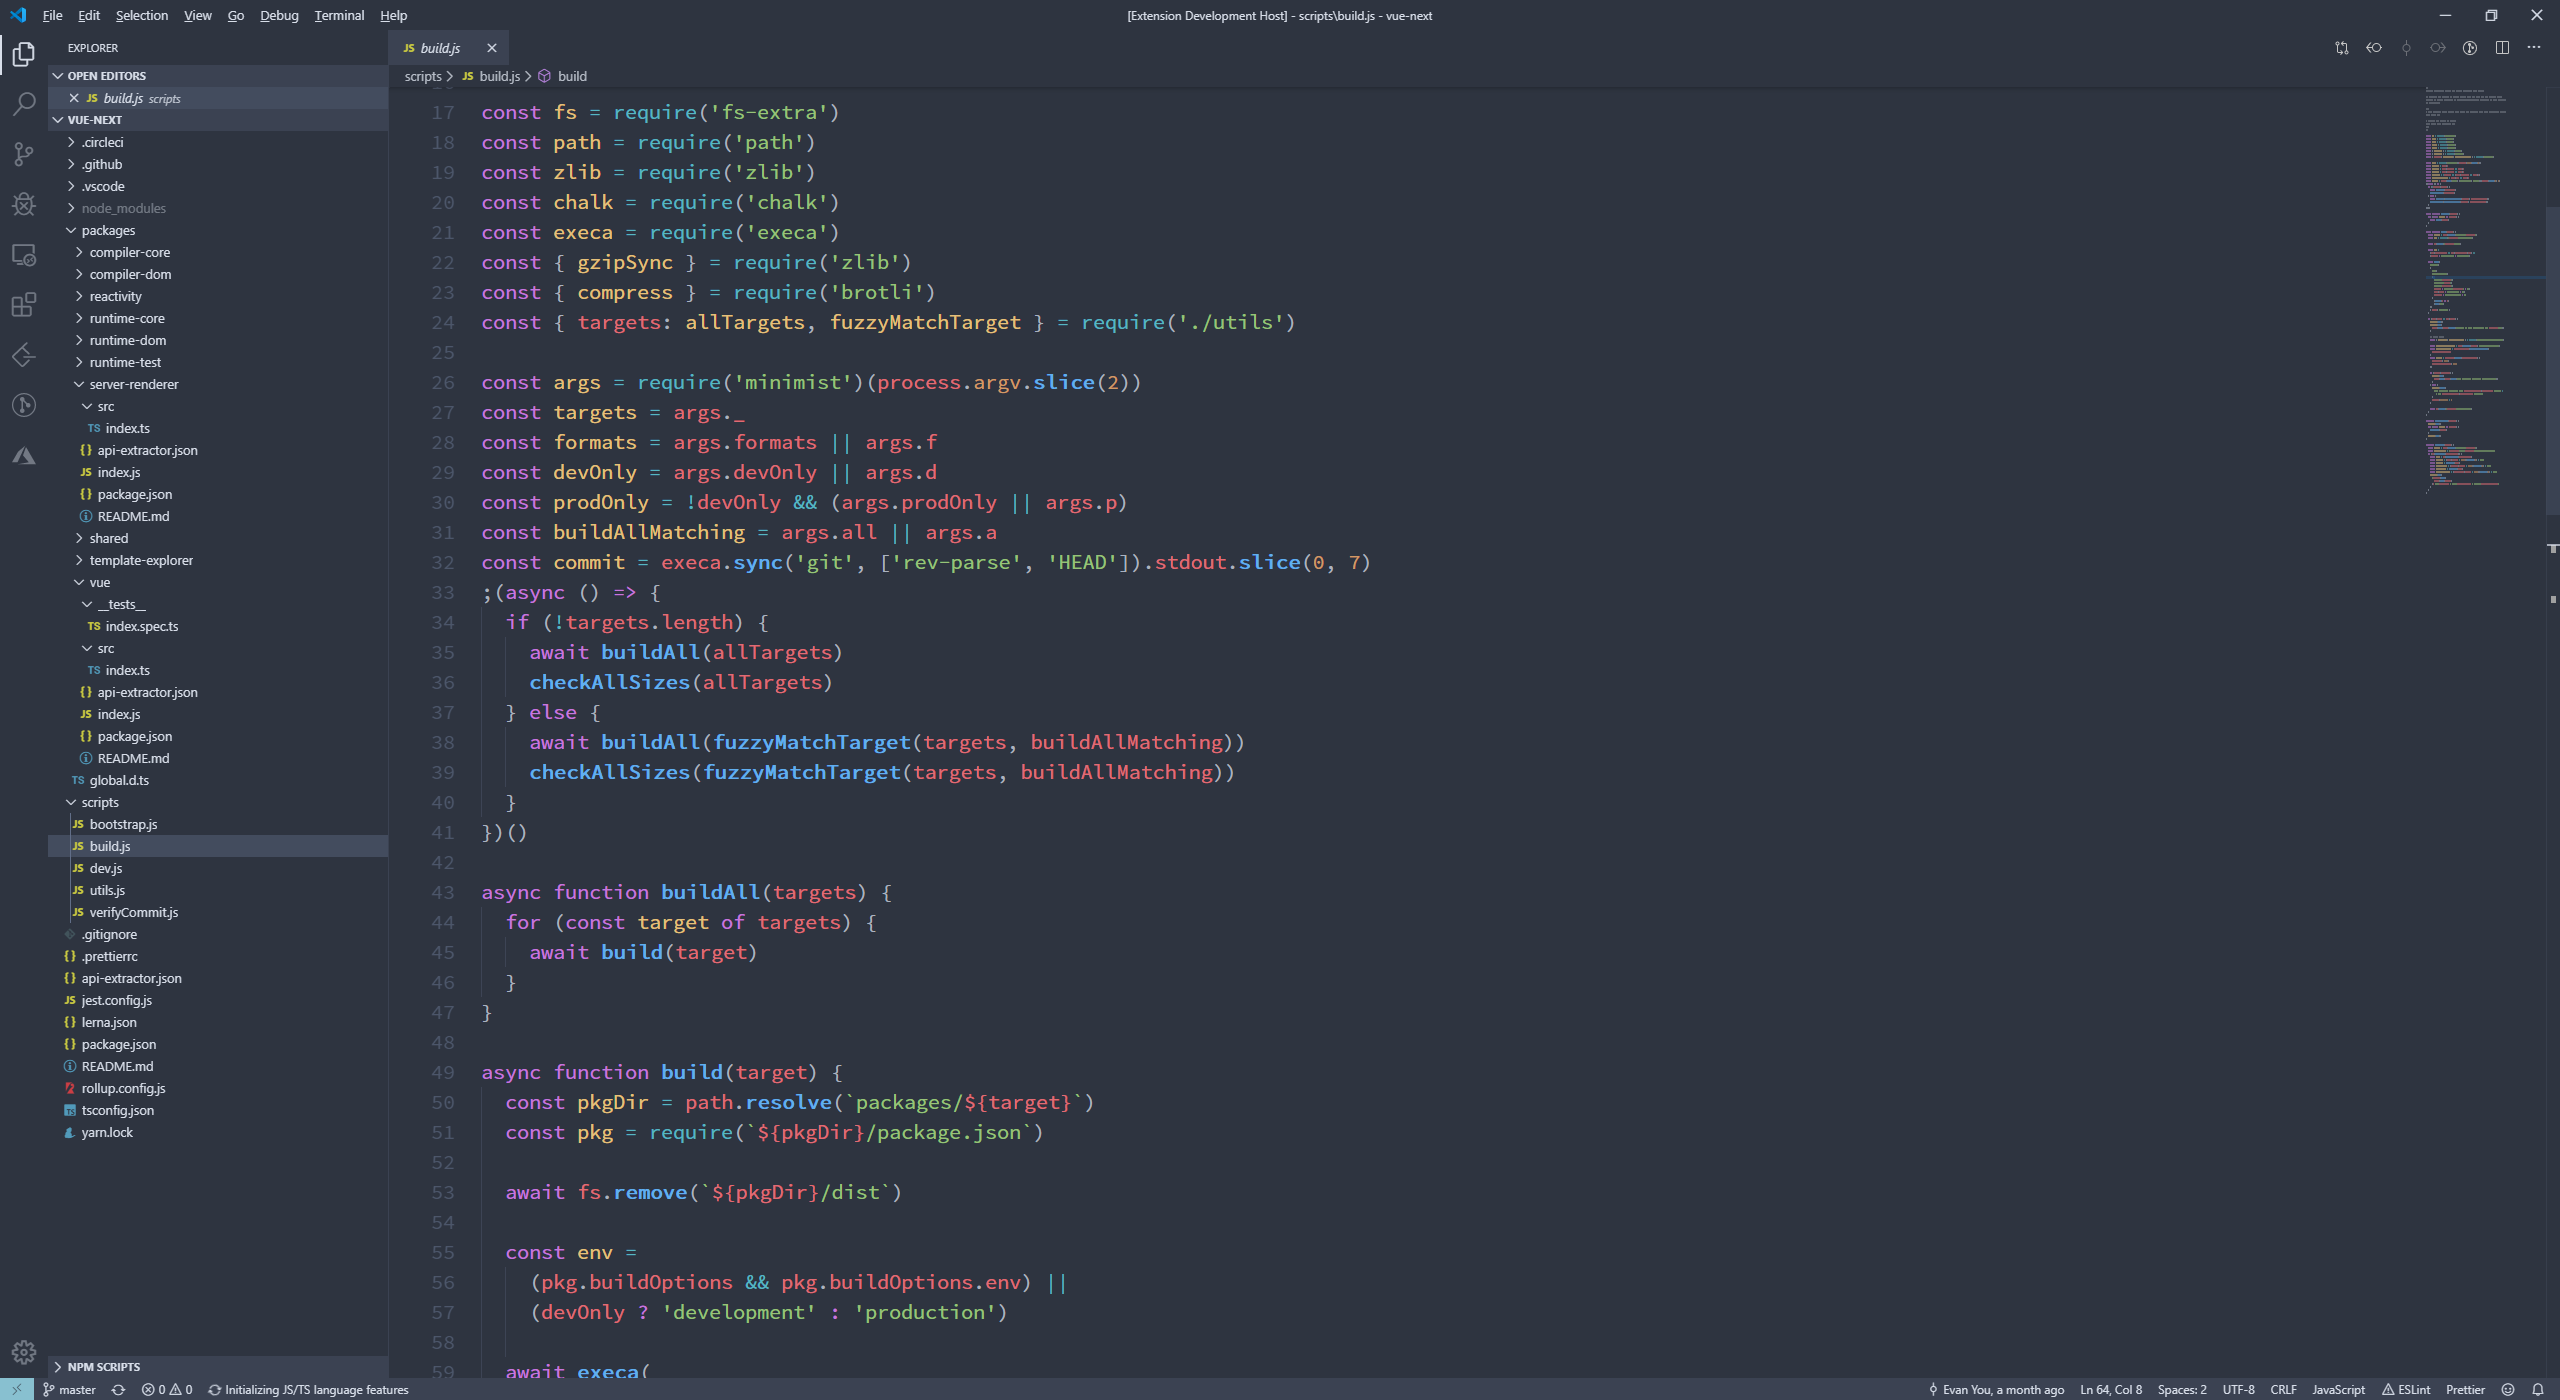 File Edit Selection View Go Debug Terminal Help
[Extension Development Host] - scripts\build.js - vue-next
EXPLORER
OPEN EDITORS
JS build.js scripts
VUE-NEXT
.circleci
.github
.vscode
node_modules
packages
compiler-core
compiler-dom
reactivity
runtime-core
runtime-dom
runtime-test
server-renderer
src
TS index.ts
{} api-extractor.json
JS index.js
{} package.json
README.md
shared
template-explorer
vue
__tests__
TS index.spec.ts
src
TS index.ts
{} api-extractor.json
JS index.js
{} package.json
README.md
TS global.d.ts
scripts
JS bootstrap.js
JS build.js
JS dev.js
JS utils.js
JS verifyCommit.js
.gitignore
{} .prettierrc
{} api-extractor.json
JS jest.config.js
{} lerna.json
{} package.json
README.md
rollup.config.js
TS tsconfig.json
yarn.lock
NPM SCRIPTS
JS build.js
scripts > JS build.js > build
17 const fs = require('fs-extra')
18 const path = require('path')
19 const zlib = require('zlib')
20 const chalk = require('chalk')
21 const execa = require('execa')
22 const { gzipSync } = require('zlib')
23 const { compress } = require('brotli')
24 const { targets: allTargets, fuzzyMatchTarget } = require('./utils')
25
26 const args = require('minimist')(process.argv.slice(2))
27 const targets = args._
28 const formats = args.formats || args.f
29 const devOnly = args.devOnly || args.d
30 const prodOnly = !devOnly && (args.prodOnly || args.p)
31 const buildAllMatching = args.all || args.a
32 const commit = execa.sync('git', ['rev-parse', 'HEAD']).stdout.slice(0, 7)
33 ;(async () => {
34 if (!targets.length) {
35 await buildAll(allTargets)
36 checkAllSizes(allTargets)
37 } else {
38 await buildAll(fuzzyMatchTarget(targets, buildAllMatching))
39 checkAllSizes(fuzzyMatchTarget(targets, buildAllMatching))
40 }
41 })()
42
43 async function buildAll(targets) {
44 for (const target of targets) {
45 await build(target)
46 }
47 }
48
49 async function build(target) {
50 const pkgDir = path.resolve(`packages/${target}`)
51 const pkg = require(`${pkgDir}/package.json`)
52
53 await fs.remove(`${pkgDir}/dist`)
54
55 const env =
56 (pkg.buildOptions && pkg.buildOptions.env) ||
57 (devOnly ? 'development' : 'production')
58
59 await execa(
master 0 0 Initializing JS/TS language features
Evan You, a month ago Ln 64, Col 8 Spaces: 2 UTF-8 CRLF JavaScript ESLint Prettier